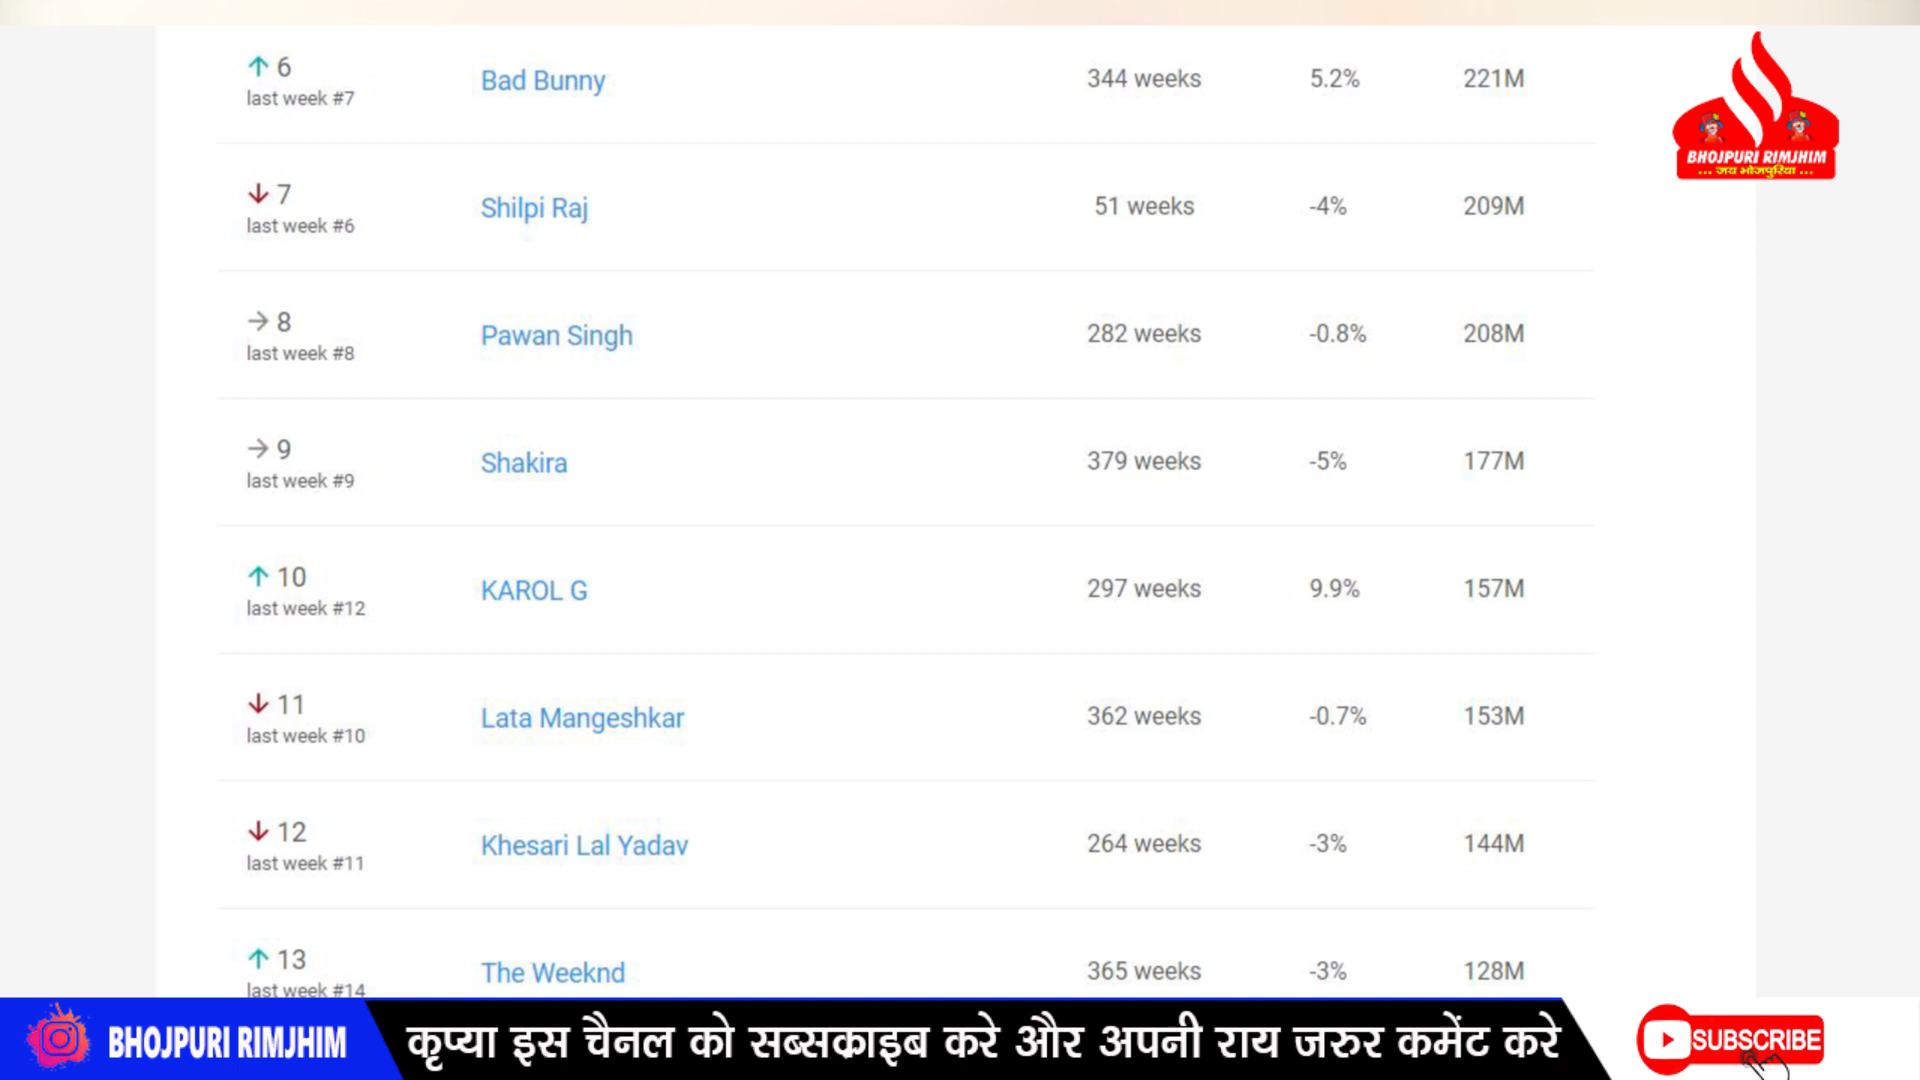 6
last week #7
Bad Bunny
344 weeks
5.2%
221M
BHOJPURI RIMJHIM
... जय भोजपुरिया ...
7
last week #6
Shilpi Raj
51 weeks
-4%
209M
8
last week #8
Pawan Singh
282 weeks
-0.8%
208M
9
last week #9
Shakira
379 weeks
-5%
177M
10
last week #12
KAROL G
297 weeks
9.9%
157M
11
last week #10
Lata Mangeshkar
362 weeks
-0.7%
153M
12
last week #11
Khesari Lal Yadav
264 weeks
-3%
144M
13
last week #14
The Weeknd
365 weeks
-3%
128M
BHOJPURI RIMJHIM
कृप्या इस चैनल को सब्सक्राइब करे और अपनी राय जरुर कमेंट करे
SUBSCRIBE